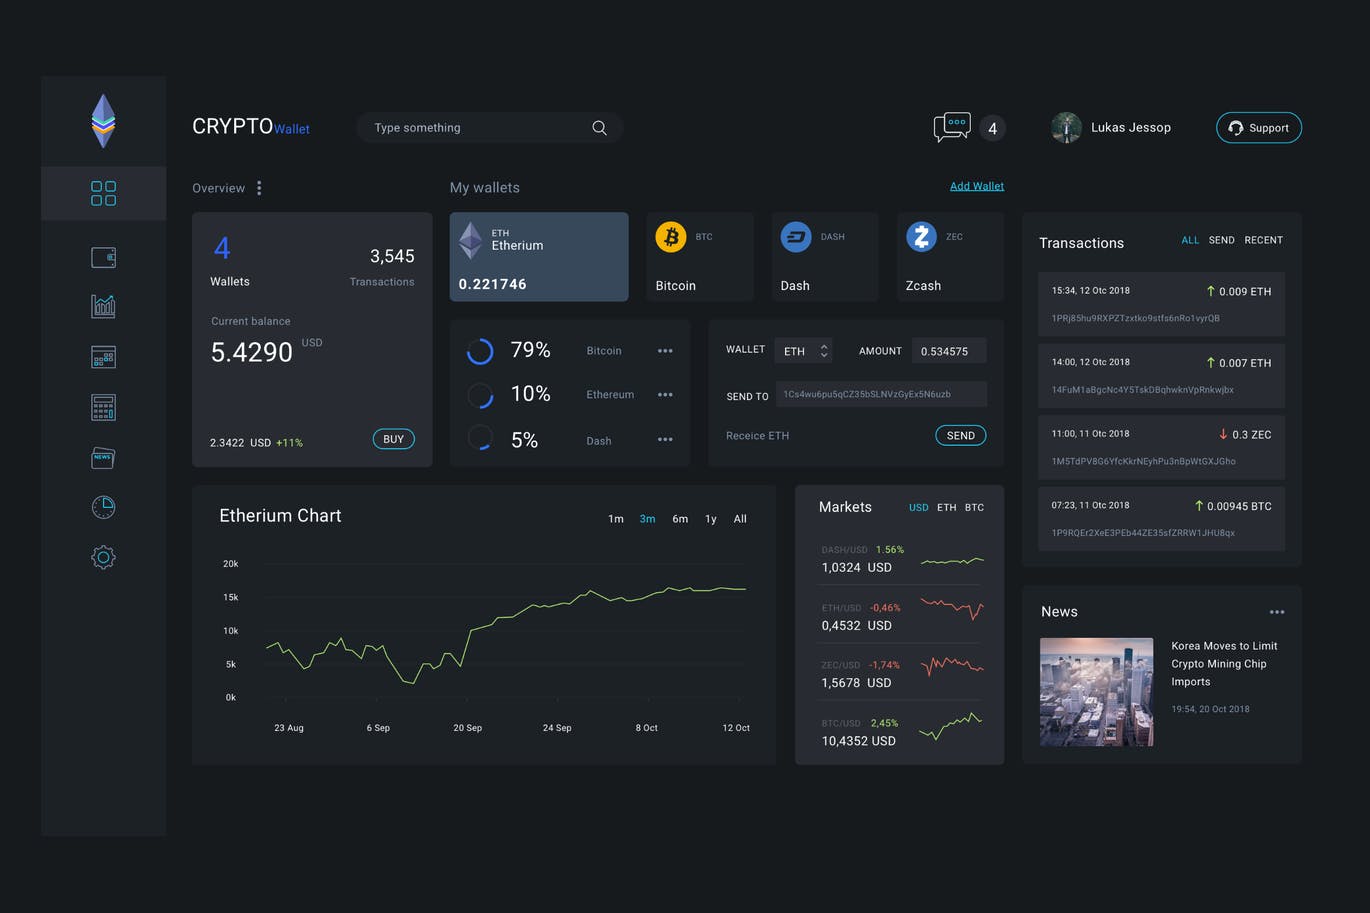 CRYPTOWallet
Type something
4
Lukas Jessop
Support
NEWS
Overview
4
Wallets
3,545
Transactions
Current balance
5.4290 USD
2.3422 USD +11%
BUY
My wallets
Add Wallet
ETH
Etherium
0.221746
BTC
Bitcoin
DASH
Dash
ZEC
Zcash
79% Bitcoin
10% Ethereum
5% Dash
WALLET ETH AMOUNT 0.534575
SEND TO 1Cs4wu6pu5qCZ35bSLNVzGyEx5N6uzb
Receice ETH SEND
Transactions ALL SEND RECENT
15:34, 12 Otc 2018 0.009 ETH
1PRj85hu9RXPZTzxtko9stfs6nRo1vyrQB
14:00, 12 Otc 2018 0.007 ETH
14FuM1aBgcNc4Y5TskDBqhwknVpRnkwjbx
11:00, 11 Otc 2018 0.3 ZEC
1M5TdPV8G6YfcKkrNEyhPu3nBpWtGXJGho
07:23, 11 Otc 2018 0.00945 BTC
1P9RQEr2XeE3PEb44ZE35sfZRRW1JHU8qx
Etherium Chart
1m 3m 6m 1y All
20k
15k
10k
5k
0k
23 Aug 6 Sep 20 Sep 24 Sep 8 Oct 12 Oct
Markets USD ETH BTC
DASH/USD 1.56%
1,0324 USD
ETH/USD -0,46%
0,4532 USD
ZEC/USD -1,74%
1,5678 USD
BTC/USD 2,45%
10,4352 USD
News
Korea Moves to Limit
Crypto Mining Chip
Imports
19:54, 20 Oct 2018